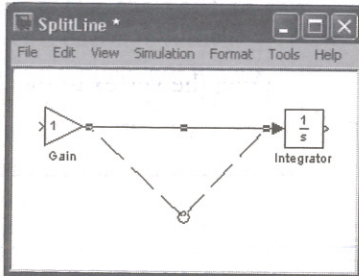 SplitLine *
File Edit View Simulation Format Tools Help
1
Gain
1
s
Integrator